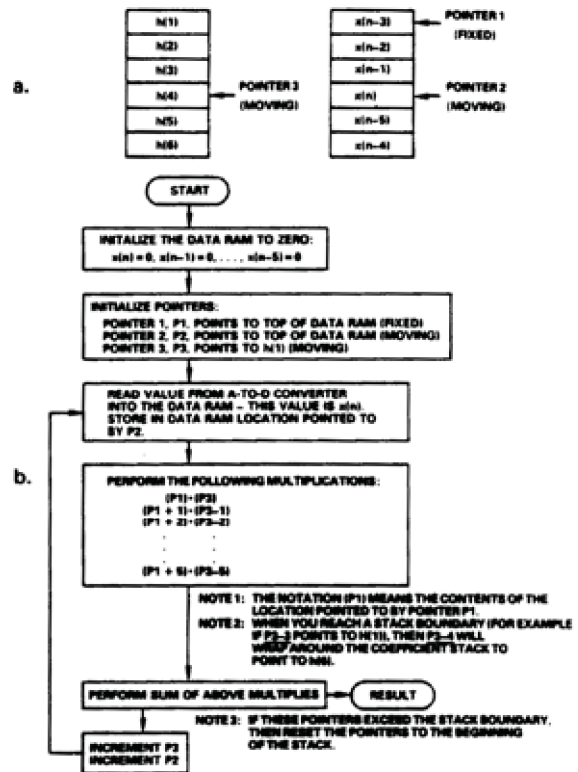 a.
h(1)
h(2)
h(3)
h(4)
h(5)
h(6)
POINTER 3
(MOVING)
x(n-3)
x(n-2)
x(n-1)
x(n)
x(n-5)
x(n-4)
POINTER 1
(FIXED)
POINTER 2
(MOVING)
b.
START
INITALIZE THE DATA RAM TO ZERO:
x(n) = 0, x(n-1) = 0, . . . , x(n-5) = 0
INITIALIZE POINTERS:
POINTER 1, P1, POINTS TO TOP OF DATA RAM (FIXED)
POINTER 2, P2, POINTS TO TOP OF DATA RAM (MOVING)
POINTER 3, P3, POINTS TO h(1) (MOVING)
READ VALUE FROM A-TO-D CONVERTER
INTO THE DATA RAM – THIS VALUE IS x(n).
STORE IN DATA RAM LOCATION POINTED TO
BY P2.
PERFORM THE FOLLOWING MULTIPLICATIONS:
(P1) · (P3)
(P1 + 1) · (P3–1)
(P1 + 2) · (P3–2)
. .
. .
(P1 + 5) · (P3–5)
NOTE 1: THE NOTATION (P1) MEANS THE CONTENTS OF THE
LOCATION POINTED TO BY POINTER P1.
NOTE 2: WHEN YOU REACH A STACK BOUNDARY (FOR EXAMPLE
IF P3–3 POINTS TO H(1)), THEN P3–4 WILL
WRAP AROUND THE COEFFICIENT STACK TO
POINT TO h(6).
PERFORM SUM OF ABOVE MULTIPLIES
RESULT
NOTE 3: IF THESE POINTERS EXCEED THE STACK BOUNDARY,
THEN RESET THE POINTERS TO THE BEGINNING
OF THE STACK.
INCREMENT P3
INCREMENT P2